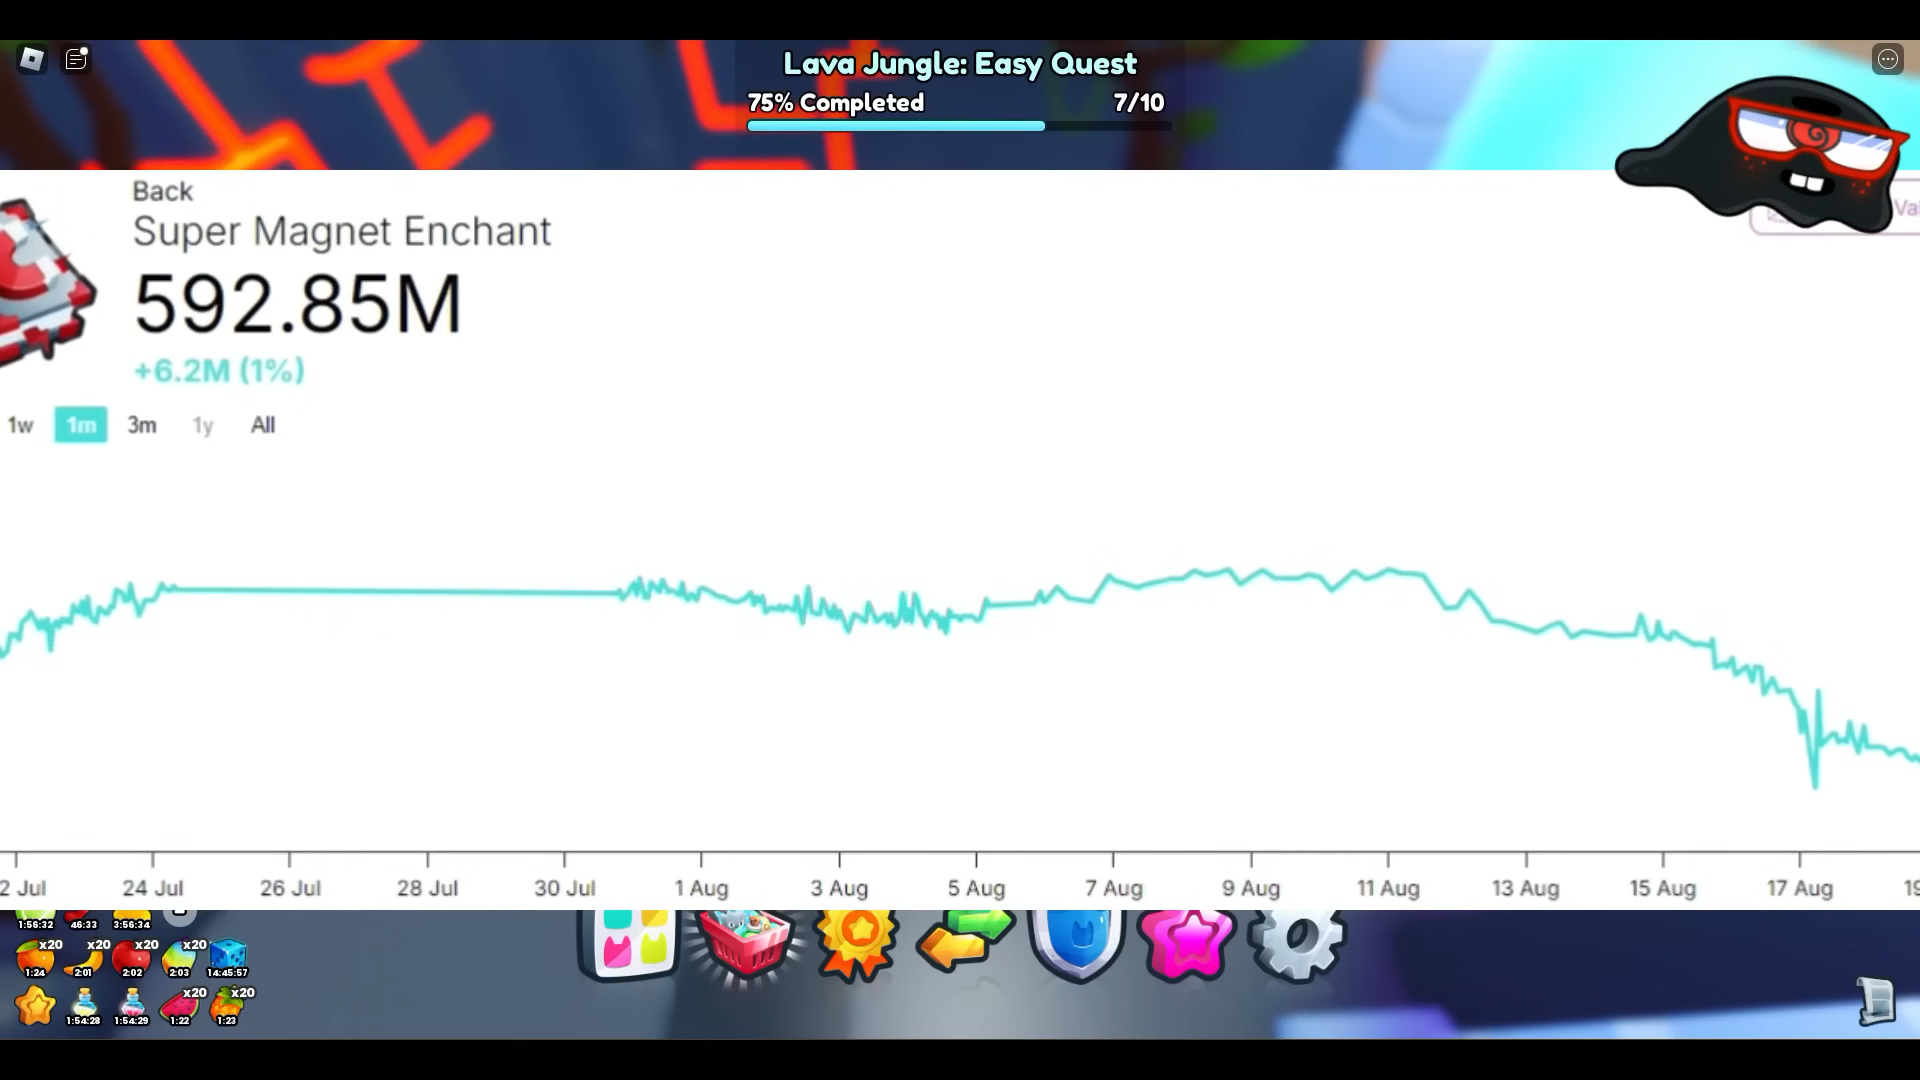 Lava Jungle: Easy Quest
75% Completed 7/10
Back
Super Magnet Enchant
592.85M
+6.2M (1%)
1w 1m 3m 1y All
2 Jul 24 Jul 26 Jul 28 Jul 30 Jul 1 Aug 3 Aug 5 Aug 7 Aug 9 Aug 11 Aug 13 Aug 15 Aug 17 Aug 19
1:56:32 46:33 3:56:34
x20 x20 x20 x20
1:24 2:01 2:02 2:03 14:45:57
x20 x20
1:54:28 1:54:29 1:22 1:23